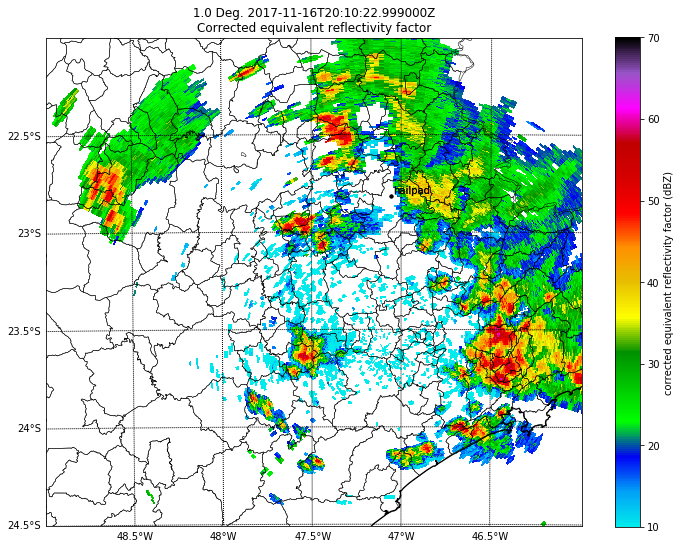 1.0 Deg. 2017-11-16T20:10:22.999000Z
Corrected equivalent reflectivity factor
70
60
50
40
30
20
10
corrected equivalent reflectivity factor (dBZ)
22.5°S
23°S
23.5°S
24°S
24.5°S
railpad
48.5°W
48°W
47.5°W
47°W
46.5°W